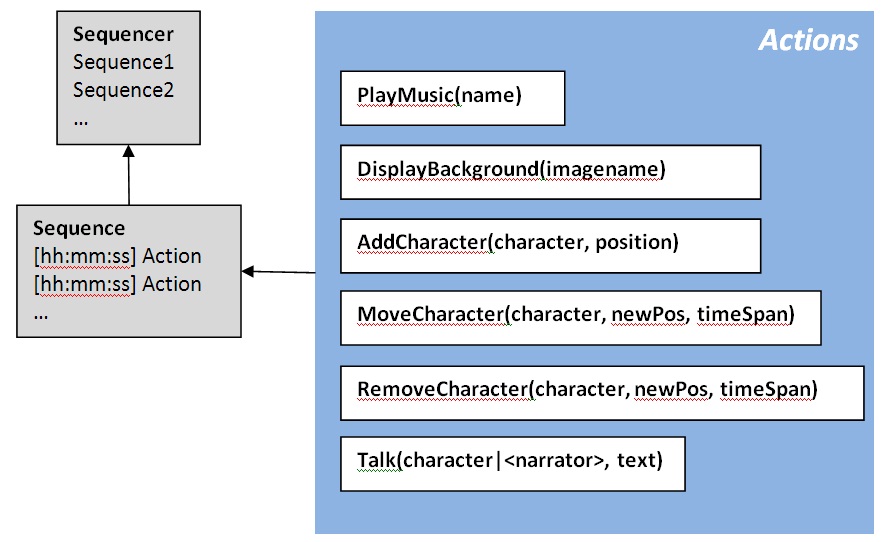 Sequencer
Sequence1
Sequence2
...
Sequence
[hh:mm:ss] Action
[hh:mm:ss] Action
...
Actions
PlayMusic(name)
DisplayBackground(imagename)
AddCharacter(character, position)
MoveCharacter(character, newPos, timeSpan)
RemoveCharacter(character, newPos, timeSpan)
Talk(character|<narrator>, text)